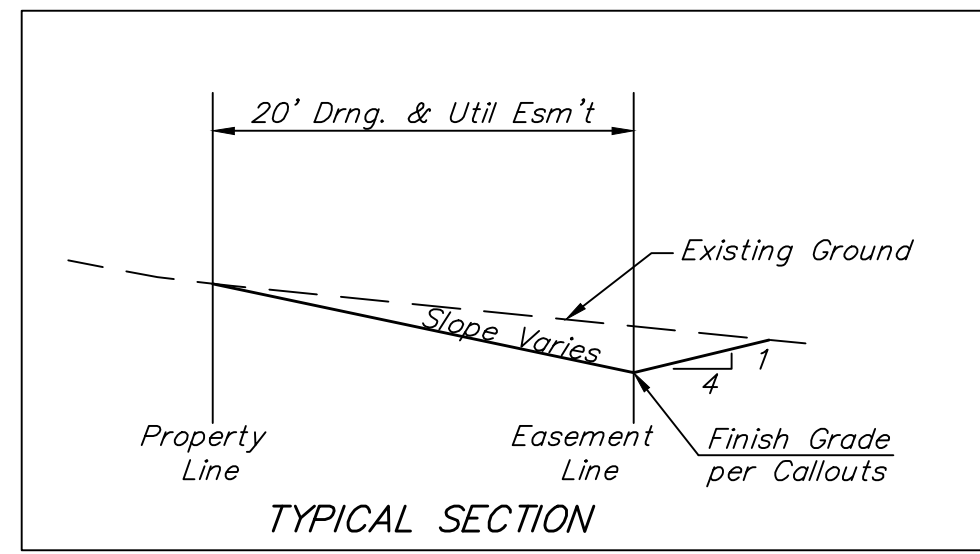 20' Drng. & Util Esm't
Existing Ground
Slope Varies
1
4
Property
Line
Easement
Line
Finish Grade
per Callouts
TYPICAL SECTION